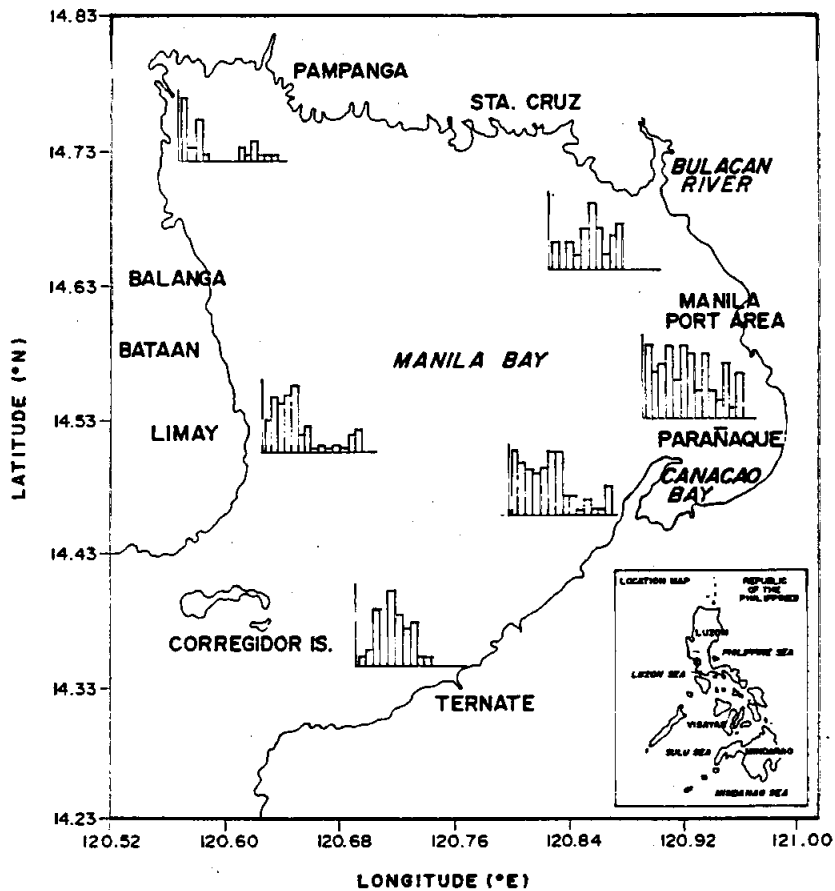 14.83
PAMPANGA
STA. CRUZ
14.73
BULACAN
RIVER
14.63
BALANGA
MANILA
PORT AREA
BATAAN
MANILA BAY
LATITUDE (°N)
14.53
LIMAY
PARAÑAQUE
CANACAO
BAY
14.43
LOCATION MAP
REPUBLIC
OF THE
PHILIPPINES
LUZON
PHILIPPINE SEA
LUZON SEA
VISAYAS
SULU SEA
MINDANAO
MINDANAO SEA
CORREGIDOR IS.
14.33
TERNATE
14.23
120.52
120.60
120.68
120.76
120.84
120.92
121.00
LONGITUDE (°E)